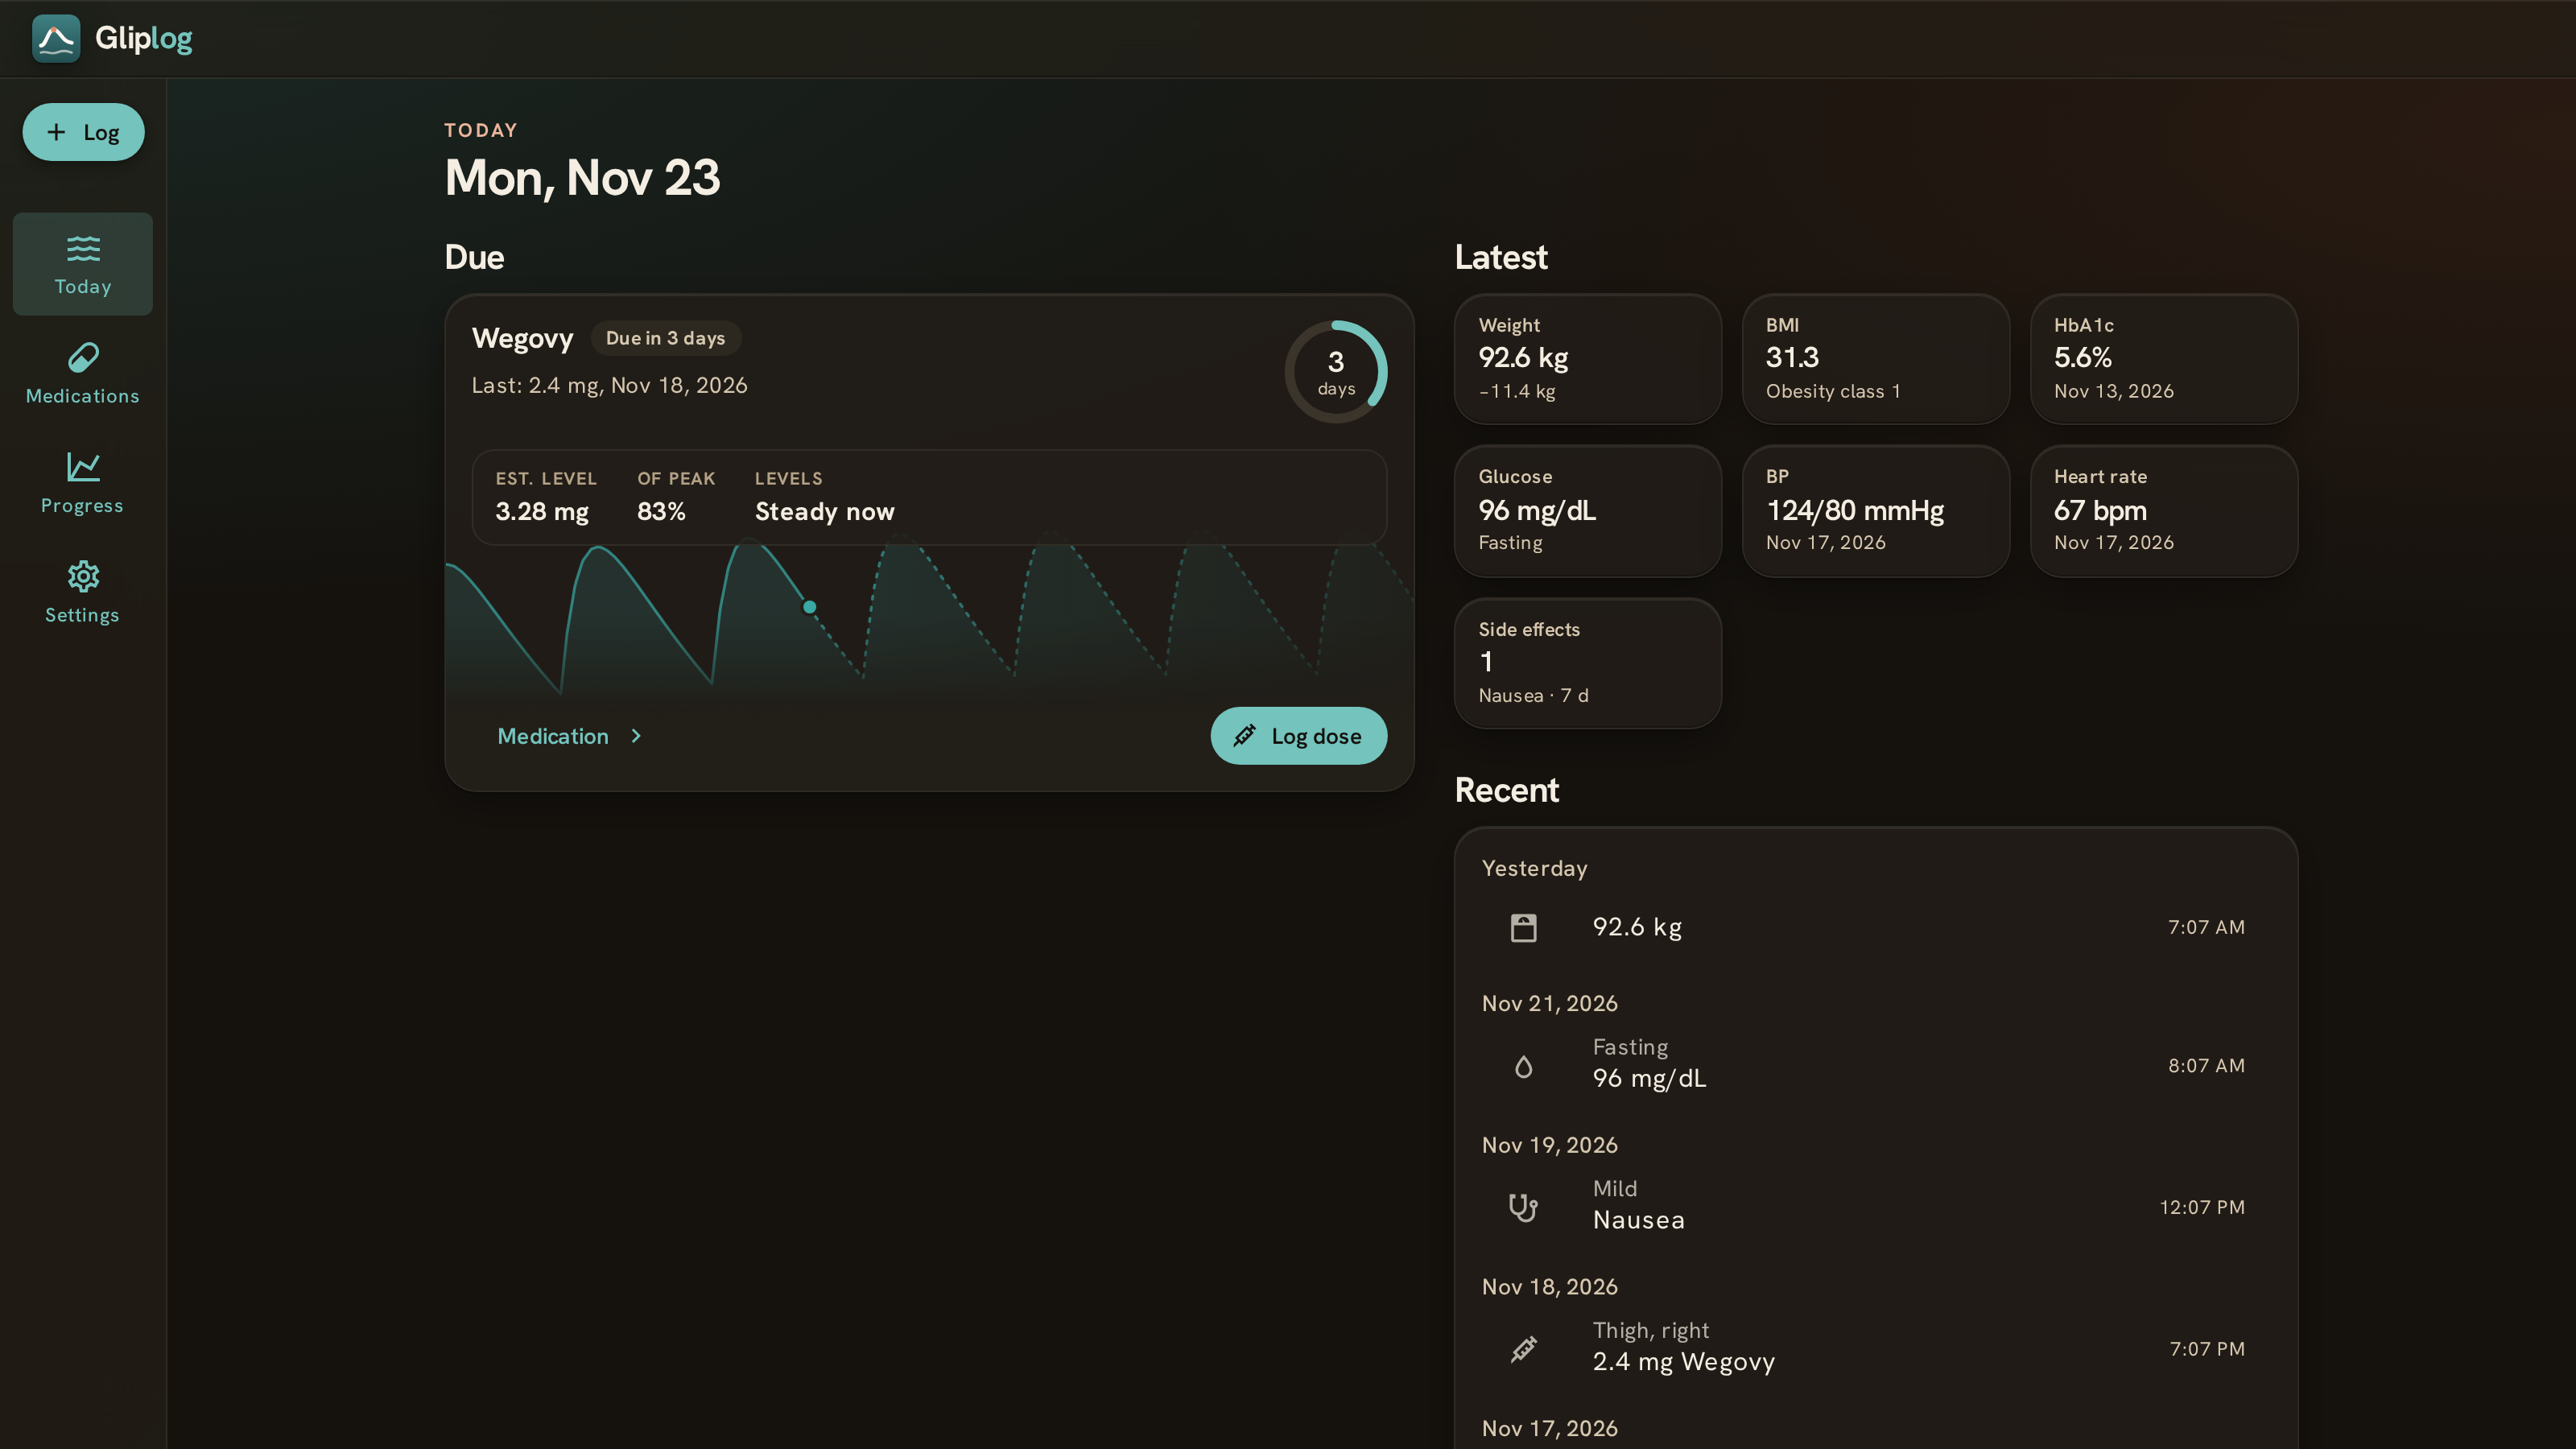 Gliplog
Log
Today
Medications
Progress
Settings
TODAY
Mon, Nov 23
Due
Wegovy
Due in 3 days
Last: 2.4 mg, Nov 18, 2026
3
days
EST. LEVEL
OF PEAK
LEVELS
3.28 mg
83%
Steady now
Medication
Log dose
Latest
Weight
92.6 kg
−11.4 kg
BMI
31.3
Obesity class 1
HbA1c
5.6%
Nov 13, 2026
Glucose
96 mg/dL
Fasting
BP
124/80 mmHg
Nov 17, 2026
Heart rate
67 bpm
Nov 17, 2026
Side effects
1
Nausea · 7 d
Recent
Yesterday
92.6 kg
7:07 AM
Nov 21, 2026
Fasting
96 mg/dL
8:07 AM
Nov 19, 2026
Mild
Nausea
12:07 PM
Nov 18, 2026
Thigh, right
2.4 mg Wegovy
7:07 PM
Nov 17, 2026